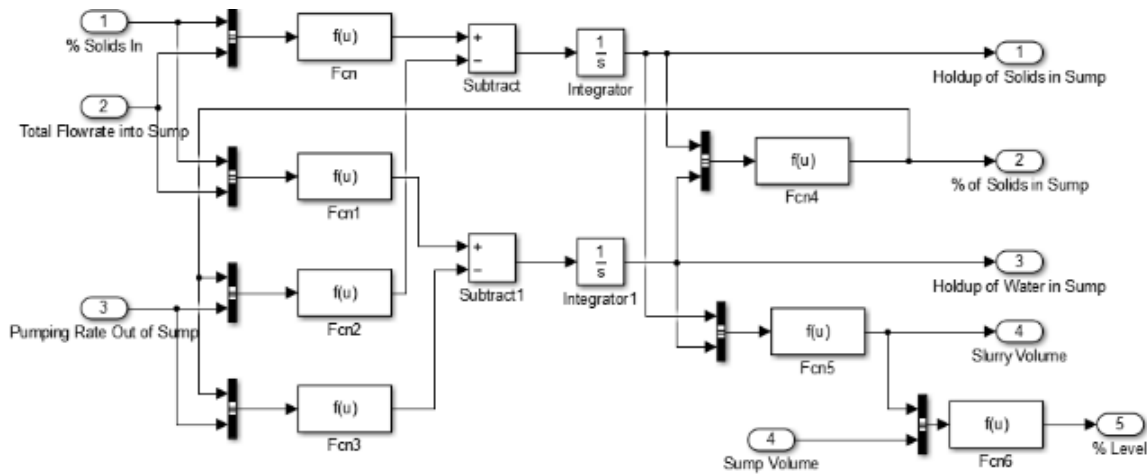 1
% Solids In
f(u)
Fcn
+
−
Subtract
1
s
Integrator
1
Holdup of Solids in Sump
2
Total Flowrate into Sump
f(u)
Fcn1
f(u)
Fcn4
2
% of Solids in Sump
+
−
Subtract1
1
s
Integrator1
3
Holdup of Water in Sump
3
Pumping Rate Out of Sump
f(u)
Fcn2
f(u)
Fcn5
4
Slurry Volume
f(u)
Fcn3
4
Sump Volume
f(u)
Fcn6
5
% Level